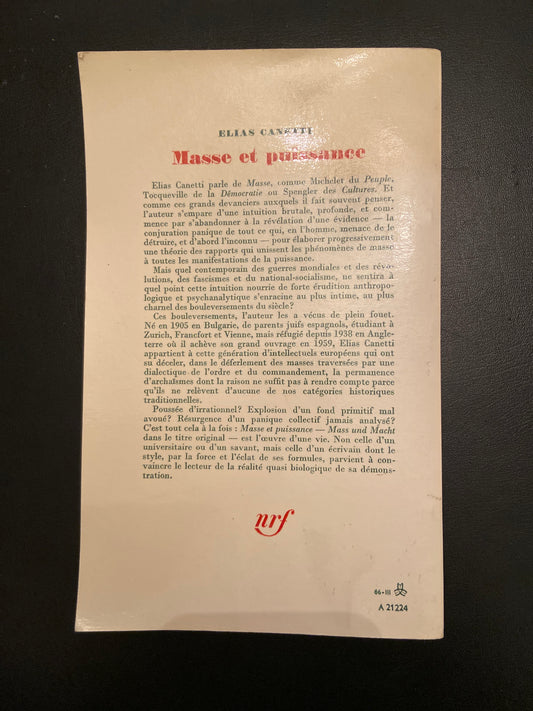 ELIAS CANETTI
Masse et puissance
Elias Canetti parle de Masse, comme Michelet du Peuple,
Tocqueville de la Démocratie ou Spengler des Cultures. Et
comme ces grands devanciers auxquels il fait souvent penser,
l'auteur s'empare d'une intuition brutale, profonde, et com-
mence par s'abandonner à la révélation d'une évidence — la
conjuration panique de tout ce qui, en l'homme, menace de le
détruire, et d'abord l'inconnu — pour élaborer progressivement
une théorie des rapports qui unissent les phénomènes de masse
à toutes les manifestations de la puissance.
Mais quel contemporain des guerres mondiales et des révo-
lutions, des fascismes et du national-socialisme, ne sentira à
quel point cette intuition nourrie de forte érudition anthropo-
logique et psychanalytique s'enracine au plus intime, au plus
charnel des bouleversements du siècle?
Ces bouleversements, l'auteur les a vécus de plein fouet.
Né en 1905 en Bulgarie, de parents juifs espagnols, étudiant à
Zurich, Francfort et Vienne, mais réfugié depuis 1938 en Angle-
terre où il achève son grand ouvrage en 1959, Elias Canetti
appartient à cette génération d'intellectuels européens qui ont
su déceler, dans le déferlement des masses traversées par une
dialectique de l'ordre et du commandement, la permanence
d'archaïsmes dont la raison ne suffit pas à rendre compte parce
qu'ils ne relèvent d'aucune de nos catégories historiques
traditionnelles.
Poussée d'irrationnel? Explosion d'un fond primitif mal
avoué? Résurgence d'un panique collectif jamais analysé?
C'est tout cela à la fois : Masse et puissance — Mass und Macht
dans le titre original — est l'œuvre d'une vie. Non celle d'un
universitaire ou d'un savant, mais celle d'un écrivain dont le
style, par la force et l'éclat de ses formules, parvient à con-
vaincre le lecteur de la réalité quasi biologique de sa démons-
tration.
nrf
66-III
A 21224